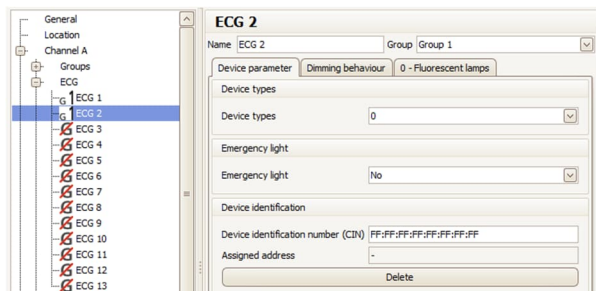 General
Location
Channel A
Groups
ECG
G 1 ECG 1
G 1 ECG 2
G ECG 3
G ECG 4
G ECG 5
G ECG 6
G ECG 7
G ECG 8
G ECG 9
G ECG 10
G ECG 11
G ECG 12
G ECG 13
ECG 2
Name ECG 2 Group Group 1
Device parameter Dimming behaviour 0 - Fluorescent lamps
Device types
Device types 0
Emergency light
Emergency light No
Device identification
Device identification number (CIN) FF:FF:FF:FF:FF:FF:FF:FF
Assigned address -
Delete